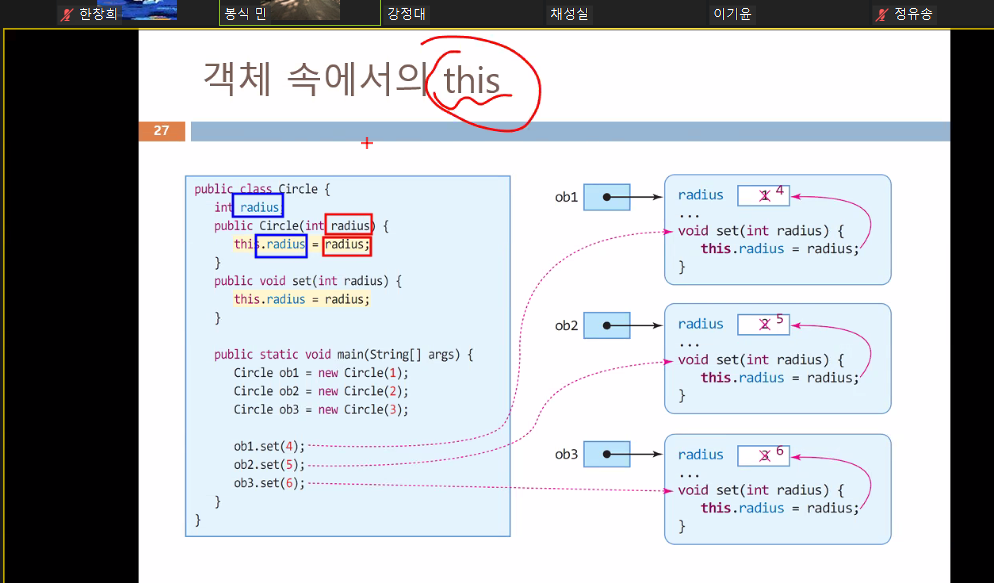 한창희 봉식 민 강정대 채성실 이기윤 정유송
객체 속에서의 this
27
public class Circle {
int radius
public Circle(int radius) {
this.radius = radius;
}
public void set(int radius) {
this.radius = radius;
}
public static void main(String[] args) {
Circle ob1 = new Circle(1);
Circle ob2 = new Circle(2);
Circle ob3 = new Circle(3);
ob1.set(4);
ob2.set(5);
ob3.set(6);
}
}
ob1
radius 1 4
...
void set(int radius) {
this.radius = radius;
}
ob2
radius 2 5
...
void set(int radius) {
this.radius = radius;
}
ob3
radius 3 6
...
void set(int radius) {
this.radius = radius;
}